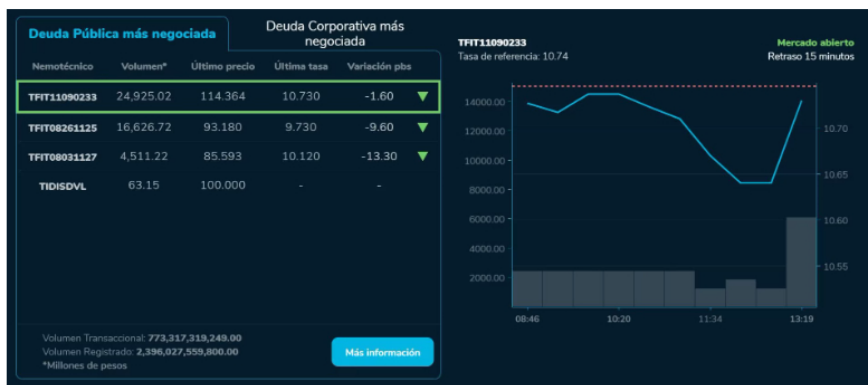 Deuda Pública más negociada
Deuda Corporativa más
negociada
Nemotécnico Volumen* Último precio Última tasa Variación pbs
TFIT11090233 24,925.02 114.364 10.730 -1.60 ▼
TFIT08261125 16,626.72 93.180 9.730 -9.60 ▼
TFIT08031127 4,511.22 85.593 10.120 -13.30 ▼
TIDISDVL 63.15 100.000 - -
Volumen Transaccional: 773,317,319,249.00
Volumen Registrado: 2,396,027,559,800.00
*Millones de pesos
Más información
TFIT11090233 Mercado abierto
Tasa de referencia: 10.74 Retraso 15 minutos
14000.00
12000.00
10000.00
8000.00
6000.00
4000.00
2000.00
10.70
10.65
10.60
10.55
08:46 10:20 11:34 13:19